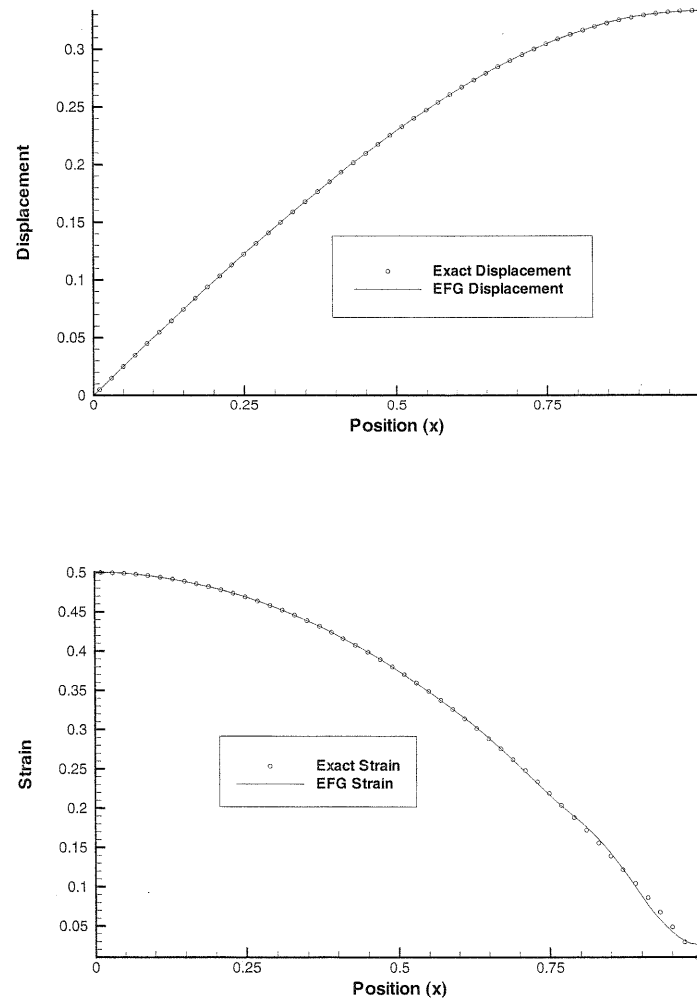 0.3
0.25
0.2
0.15
0.1
0.05
0
Displacement
Exact Displacement
EFG Displacement
0 0.25 0.5 0.75
Position (x)
0.5
0.45
0.4
0.35
0.3
0.25
0.2
0.15
0.1
0.05
Strain
Exact Strain
EFG Strain
0 0.25 0.5 0.75
Position (x)